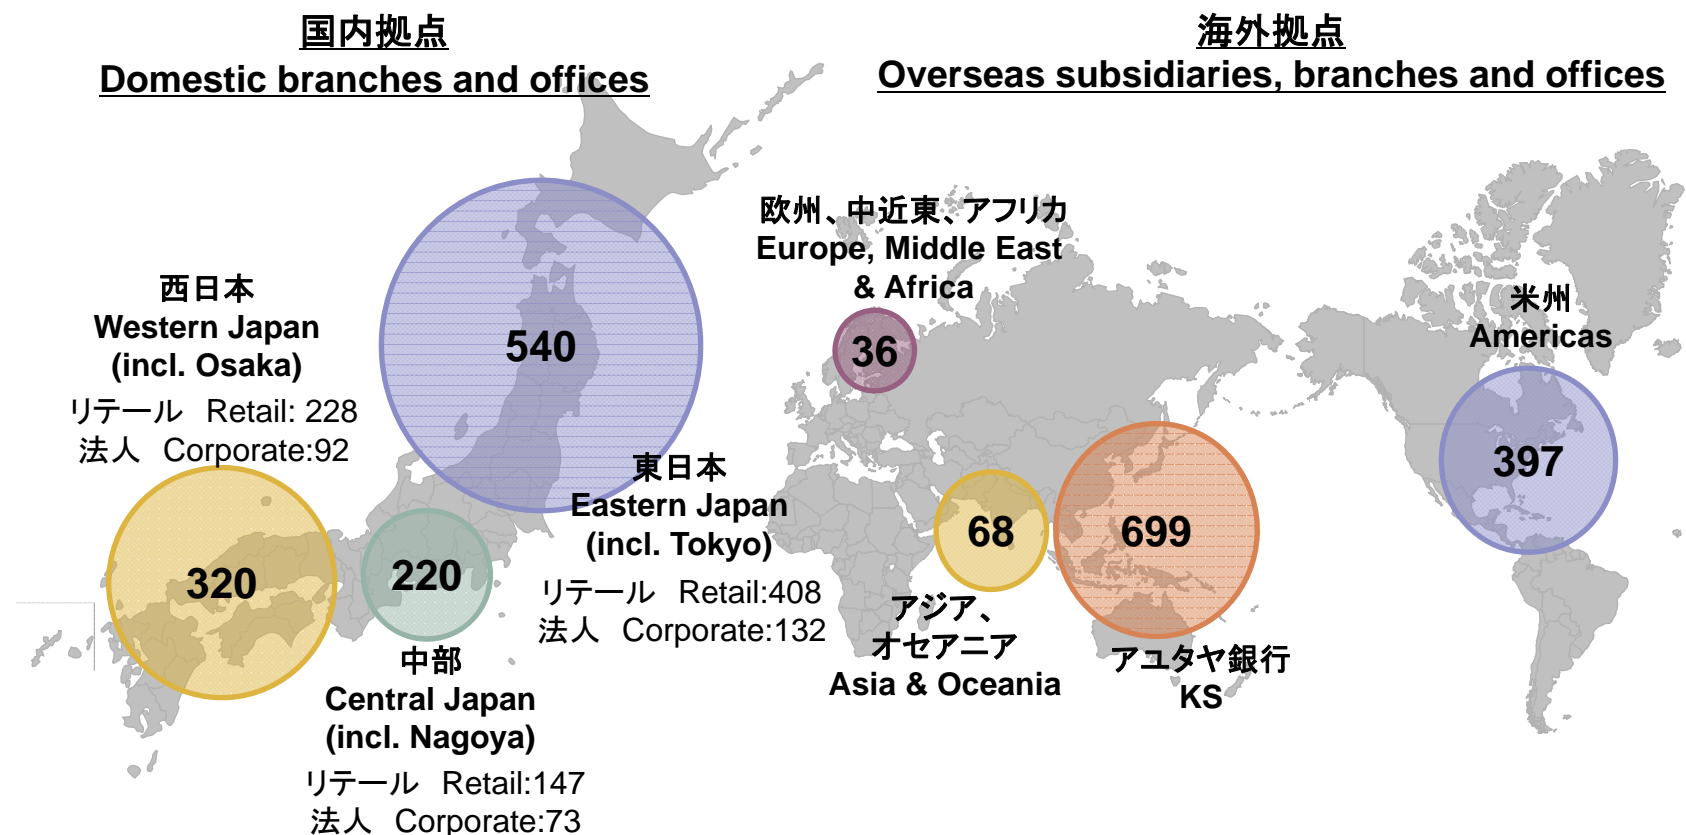 国内拠点
Domestic branches and offices
西日本
Western Japan
(incl. Osaka)
リテール Retail: 228
法人 Corporate:92
320
540
東日本
Eastern Japan
(incl. Tokyo)
リテール Retail:408
法人 Corporate:132
220
中部
Central Japan
(incl. Nagoya)
リテール Retail:147
法人 Corporate:73
海外拠点
Overseas subsidiaries, branches and offices
欧州、中近東、アフリカ
Europe, Middle East
& Africa
36
68
アジア、
オセアニア
Asia & Oceania
699
アユタヤ銀行
KS
米州
Americas
397